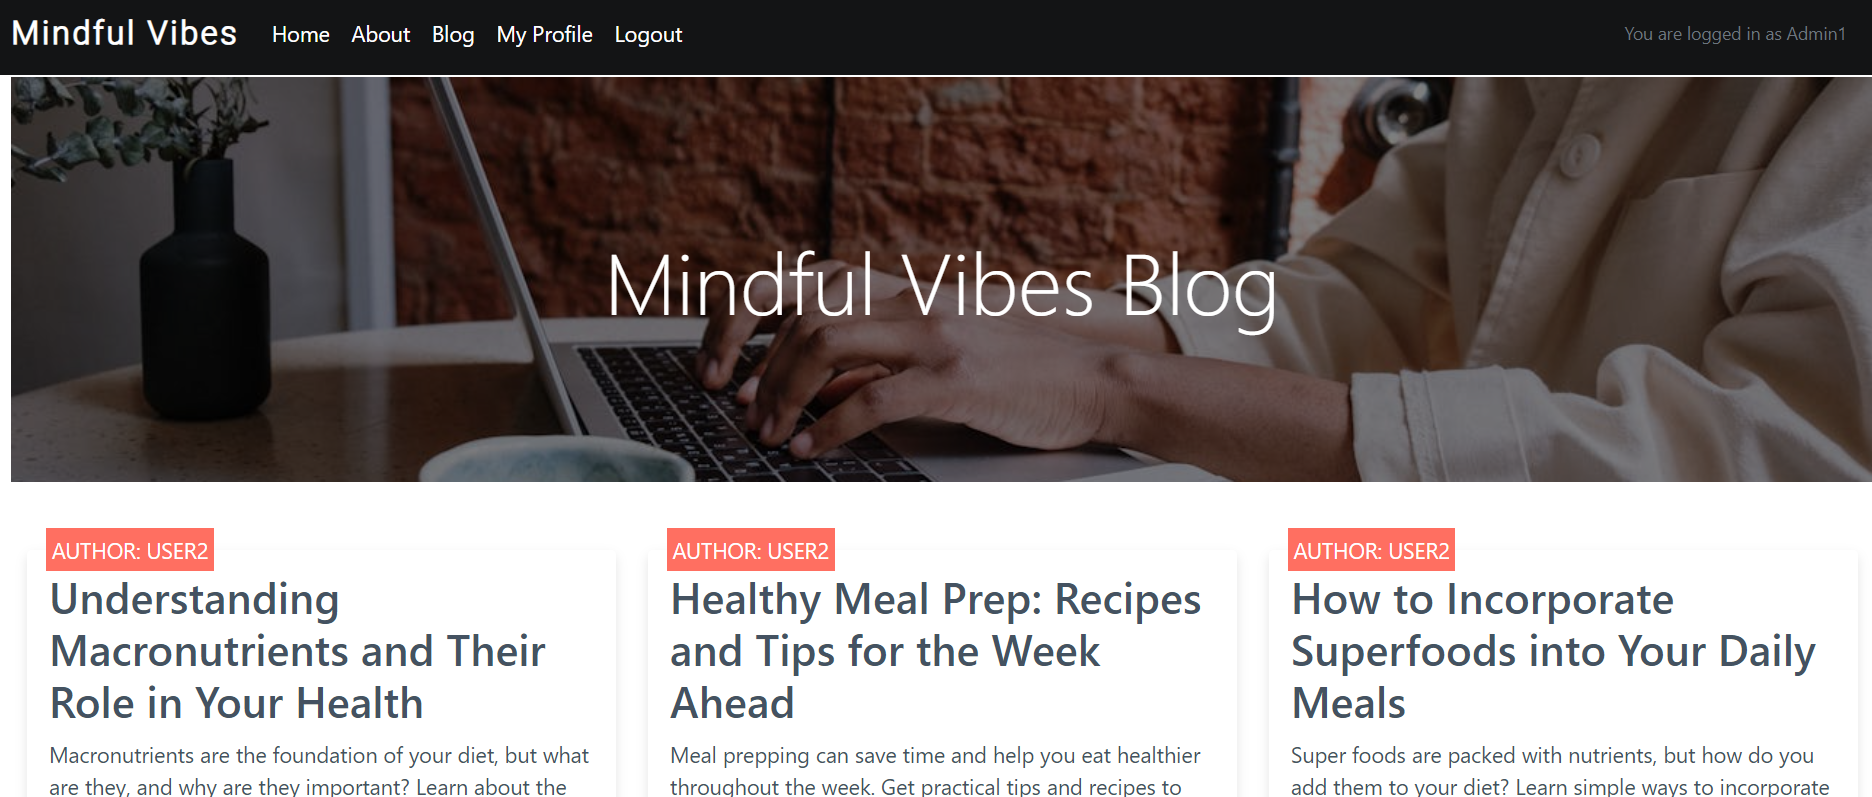 Mindful Vibes Home About Blog My Profile Logout You are logged in as Admin1
Mindful Vibes Blog
AUTHOR: USER2
Understanding
Macronutrients and Their
Role in Your Health
Macronutrients are the foundation of your diet, but what
are they, and why are they important? Learn about the
AUTHOR: USER2
Healthy Meal Prep: Recipes
and Tips for the Week
Ahead
Meal prepping can save time and help you eat healthier
throughout the week. Get practical tips and recipes to
AUTHOR: USER2
How to Incorporate
Superfoods into Your Daily
Meals
Super foods are packed with nutrients, but how do you
add them to your diet? Learn simple ways to incorporate